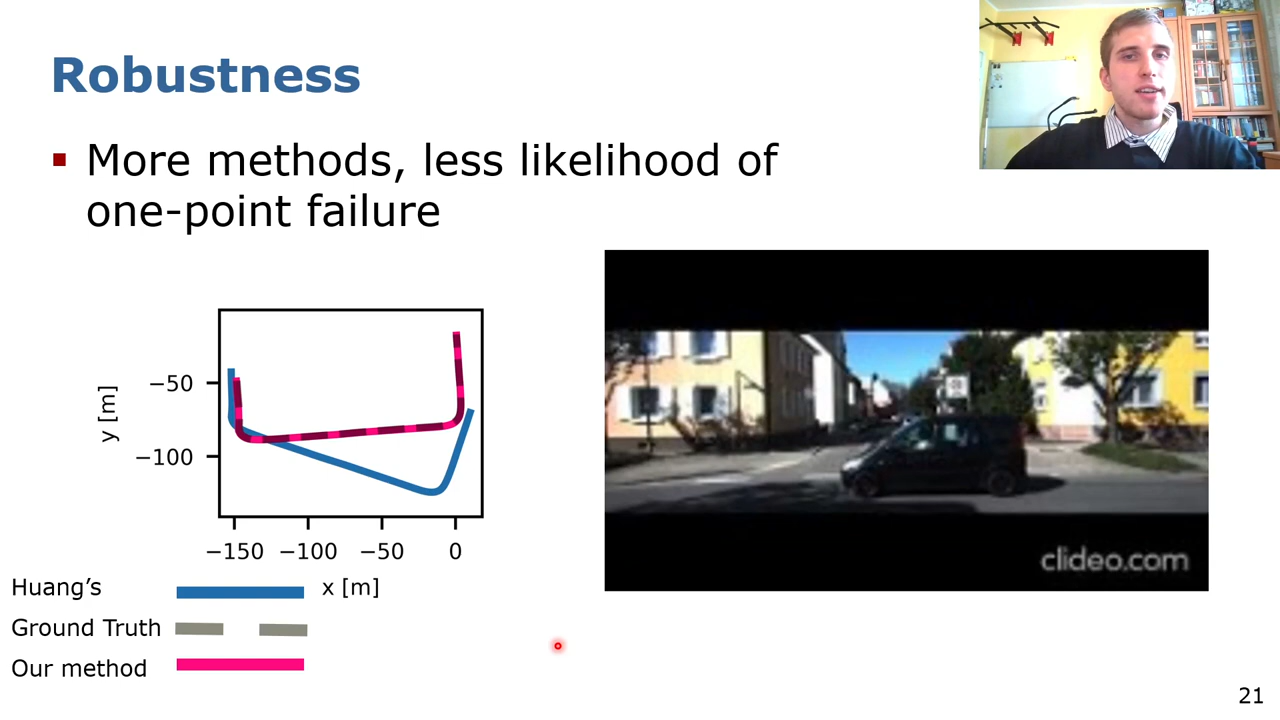 Robustness
More methods, less likelihood of
one-point failure
y [m]
−50
−100
−150 −100 −50 0
x [m]
Huang’s
Ground Truth
Our method
clideo.com
21